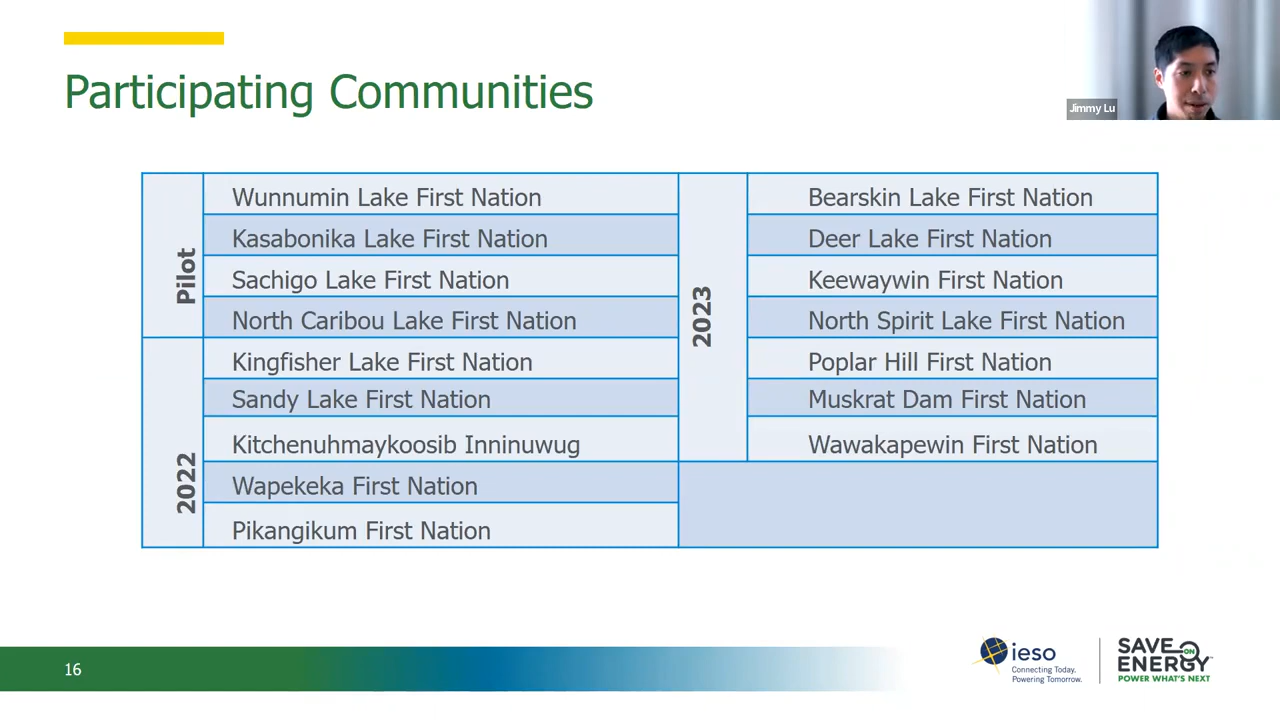 Participating Communities
Jimmy Lu
Pilot
Wunnumin Lake First Nation
Kasabonika Lake First Nation
Sachigo Lake First Nation
North Caribou Lake First Nation
2022
Kingfisher Lake First Nation
Sandy Lake First Nation
Kitchenuhmaykoosib Inninuwug
Wapekeka First Nation
Pikangikum First Nation
2023
Bearskin Lake First Nation
Deer Lake First Nation
Keewaywin First Nation
North Spirit Lake First Nation
Poplar Hill First Nation
Muskrat Dam First Nation
Wawakapewin First Nation
16
ieso
Connecting Today.
Powering Tomorrow.
SAVE ON
ENERGY™
POWER WHAT'S NEXT